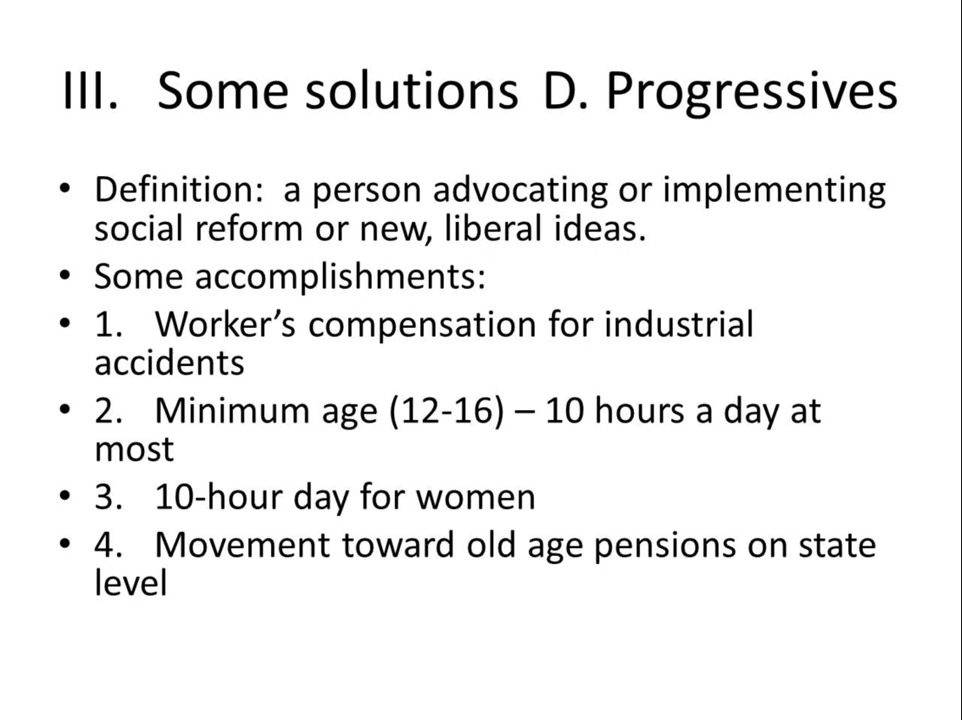 III.   Some solutions  D. Progressives
• Definition:  a person advocating or implementing
social reform or new, liberal ideas.
• Some accomplishments:
• 1.   Worker’s compensation for industrial
accidents
• 2.   Minimum age (12-16) – 10 hours a day at
most
• 3.   10-hour day for women
• 4.   Movement toward old age pensions on state
level